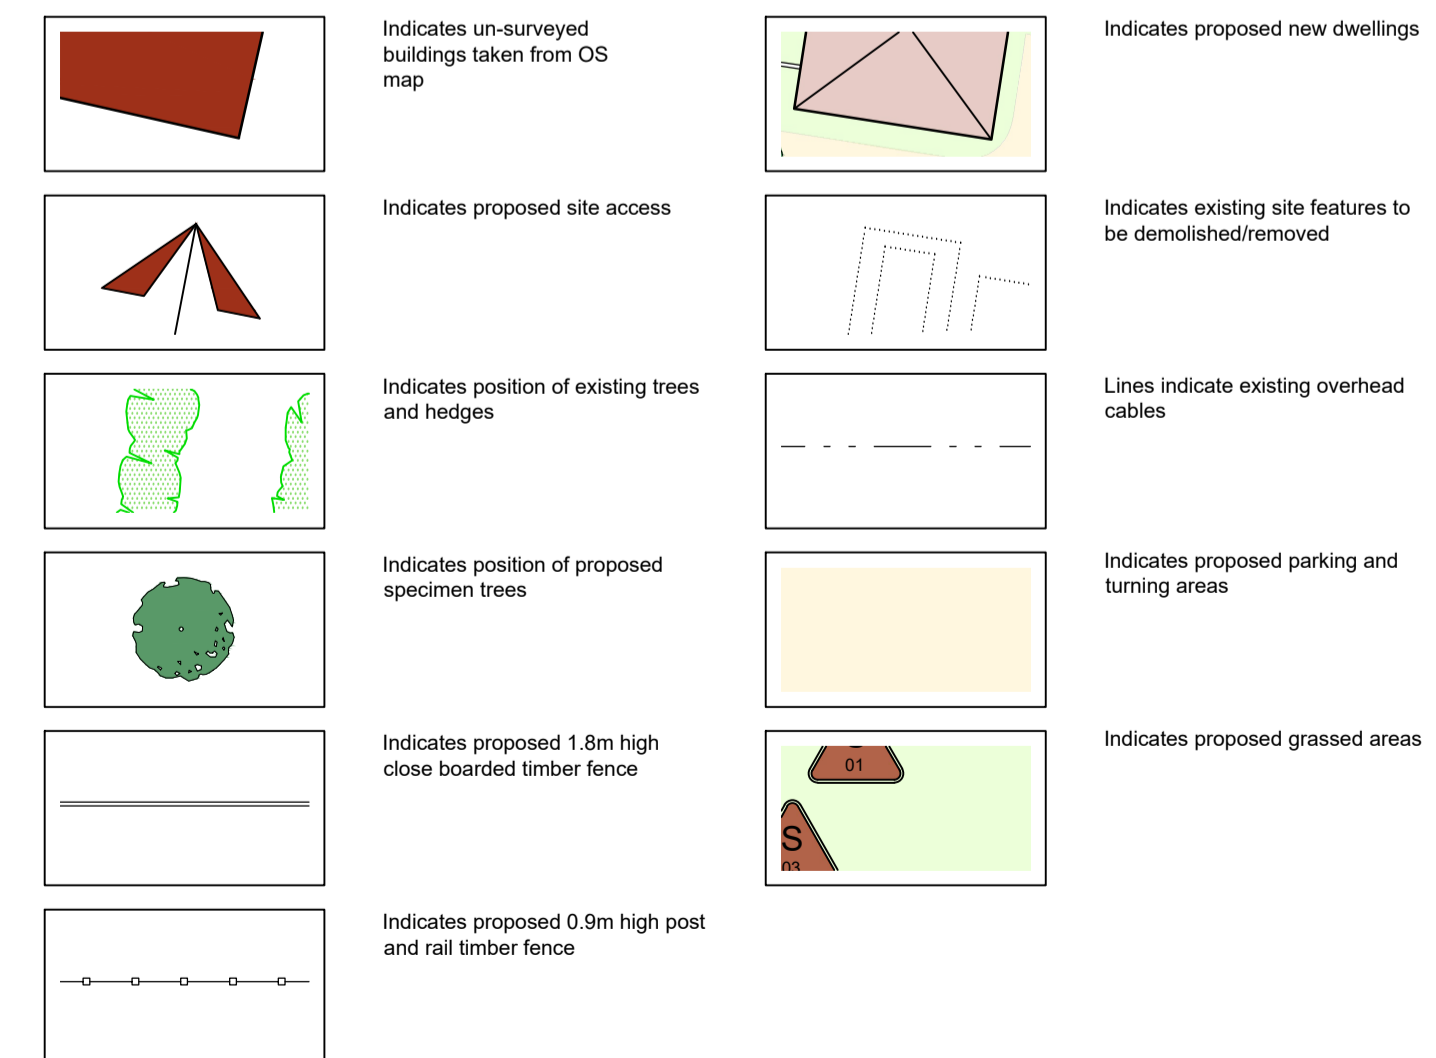 Indicates un-surveyed
buildings taken from OS
map
Indicates proposed site access
Indicates position of existing trees
and hedges
Indicates position of proposed
specimen trees
Indicates proposed 1.8m high
close boarded timber fence
Indicates proposed 0.9m high post
and rail timber fence
Indicates proposed new dwellings
Indicates existing site features to
be demolished/removed
Lines indicate existing overhead
cables
Indicates proposed parking and
turning areas
01
S
03
Indicates proposed grassed areas